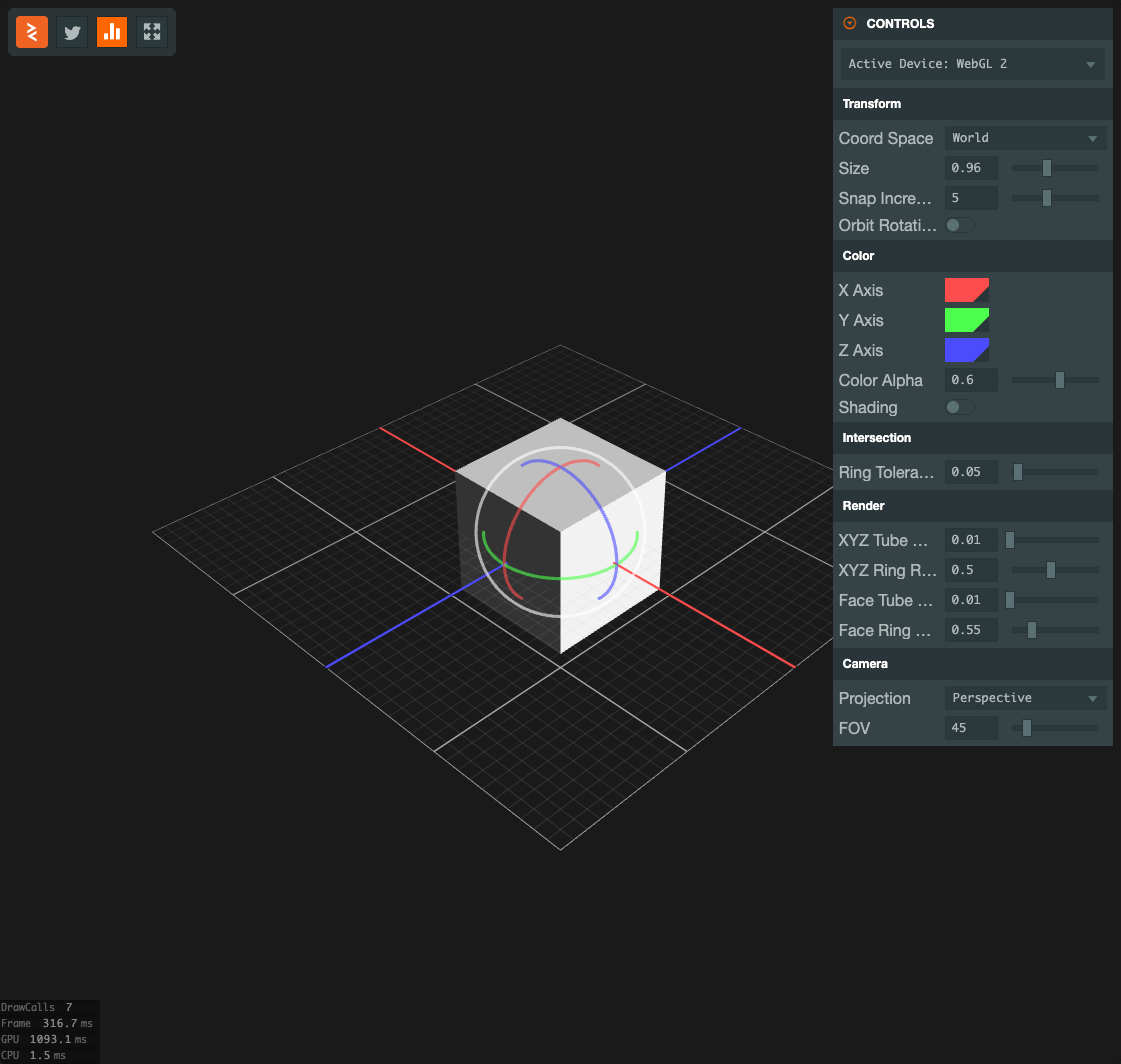 CONTROLS
Active Device: WebGL 2
Transform
Coord Space World
Size 0.96
Snap Incre... 5
Orbit Rotati...
Color
X Axis
Y Axis
Z Axis
Color Alpha 0.6
Shading
Intersection
Ring Tolera... 0.05
Render
XYZ Tube ... 0.01
XYZ Ring R... 0.5
Face Tube ... 0.01
Face Ring ... 0.55
Camera
Projection Perspective
FOV 45
DrawCalls 7
Frame 316.7 ms
GPU 1093.1 ms
CPU 1.5 ms